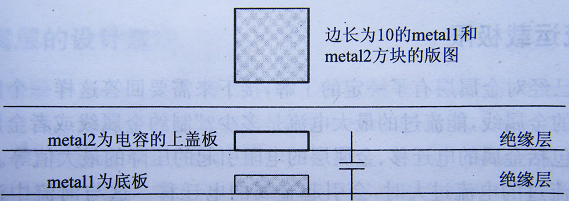 边长为10的metal1和
metal2方块的版图
metal2为电容的上盖板
绝缘层
metal1为底板
绝缘层